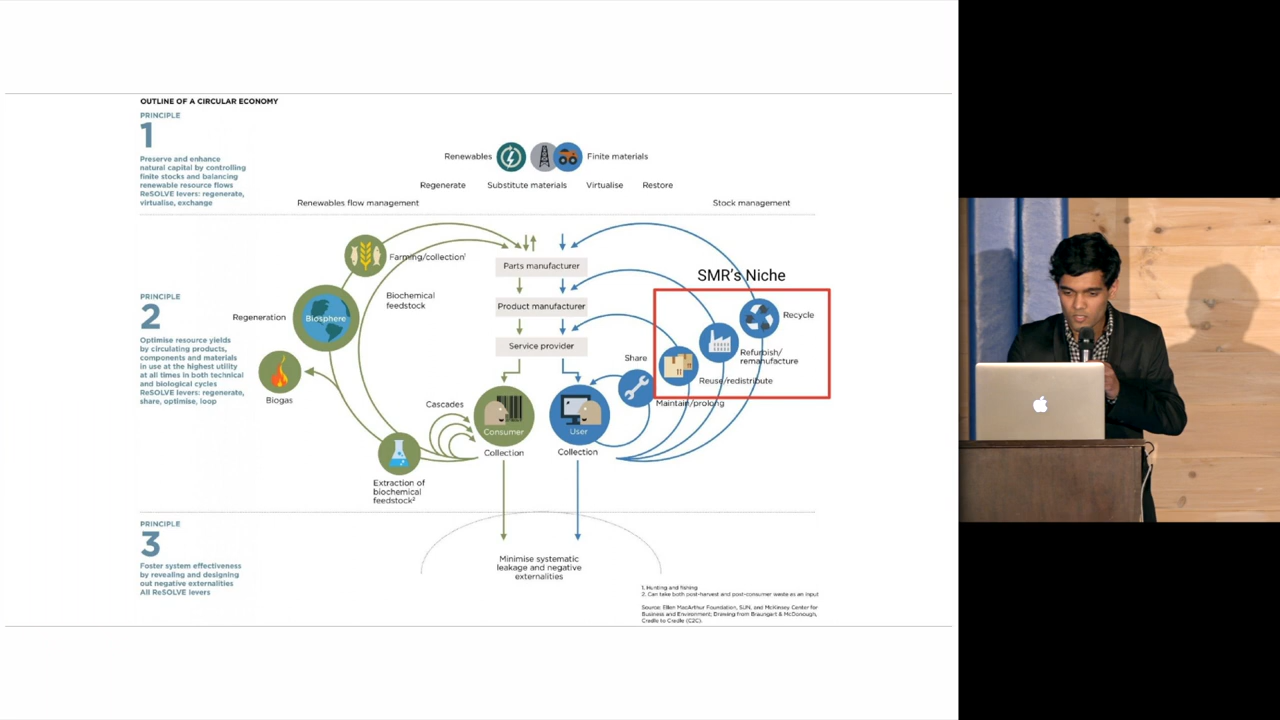 OUTLINE OF A CIRCULAR ECONOMY
PRINCIPLE
1
Preserve and enhance
natural capital by controlling
finite stocks and balancing
renewable resource flows
ReSOLVE levers: regenerate,
virtualise, exchange
Renewables
Finite materials
Regenerate
Substitute materials
Virtualise
Restore
Renewables flow management
Stock management
PRINCIPLE
2
Optimise resource yields
by circulating products,
components and materials
in use at the highest utility
at all times in both technical
and biological cycles
ReSOLVE levers: regenerate,
share, optimise, loop
Farming/collection¹
Biochemical
feedstock
Regeneration
Biosphere
Biogas
Cascades
Extraction of
biochemical
feedstock²
Parts manufacturer
Product manufacturer
Service provider
Consumer
Collection
User
Collection
Share
SMR's Niche
Recycle
Refurbish/
remanufacture
Reuse/redistribute
Maintain/prolong
PRINCIPLE
3
Foster system effectiveness
by revealing and designing
out negative externalities
All ReSOLVE levers
Minimise systematic
leakage and negative
externalities
1. Hunting and fishing
2. Can take both post-harvest and post-consumer waste as an input
Source: Ellen MacArthur Foundation, SUN, and McKinsey Center for
Business and Environment; Drawing from Braungart & McDonough,
Cradle to Cradle (C2C).